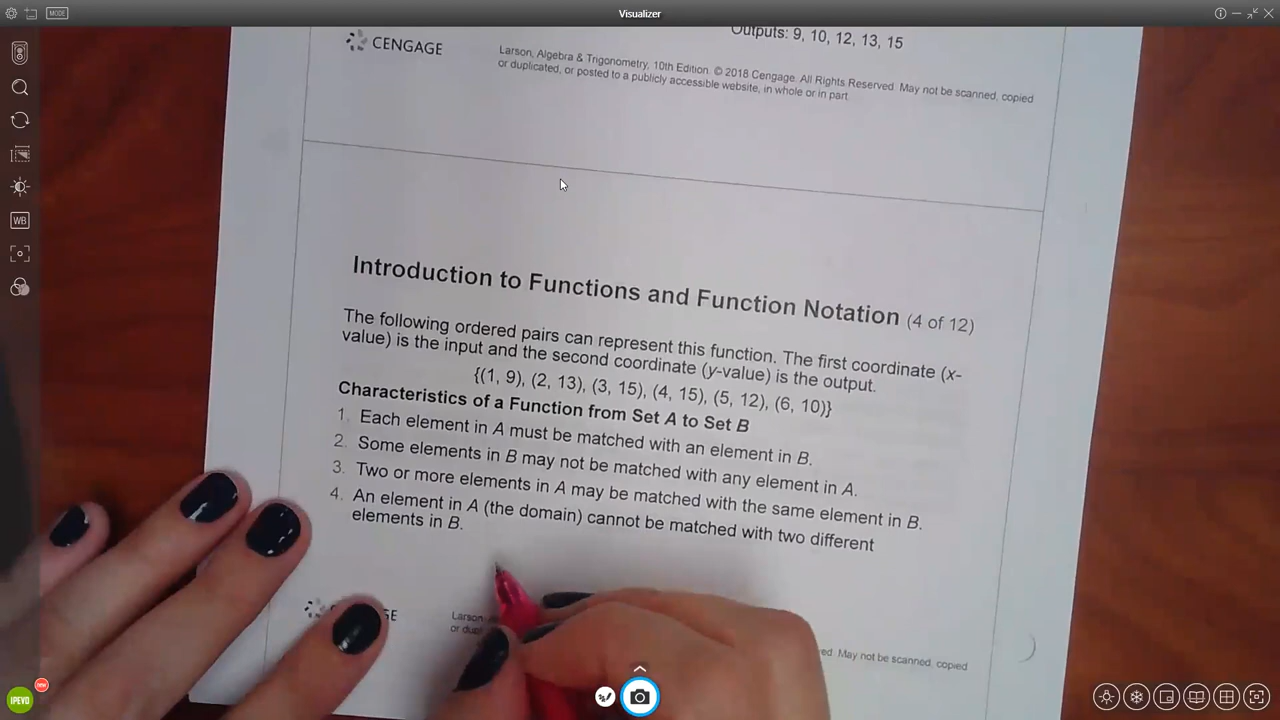 MODE
Visualizer
WB
Outputs: 9, 10, 12, 13, 15
CENGAGE
Larson, Algebra & Trigonometry, 10th Edition. © 2018 Cengage. All Rights Reserved. May not be scanned, copied
or duplicated, or posted to a publicly accessible website, in whole or in part.
Introduction to Functions and Function Notation (4 of 12)
The following ordered pairs can represent this function. The first coordinate (x-
value) is the input and the second coordinate (y-value) is the output.
{(1, 9), (2, 13), (3, 15), (4, 15), (5, 12), (6, 10)}
Characteristics of a Function from Set A to Set B
1. Each element in A must be matched with an element in B.
2. Some elements in B may not be matched with any element in A.
3. Two or more elements in A may be matched with the same element in B.
4. An element in A (the domain) cannot be matched with two different
elements in B.
Larson
or
May not be scanned, copied
IPEVO
new